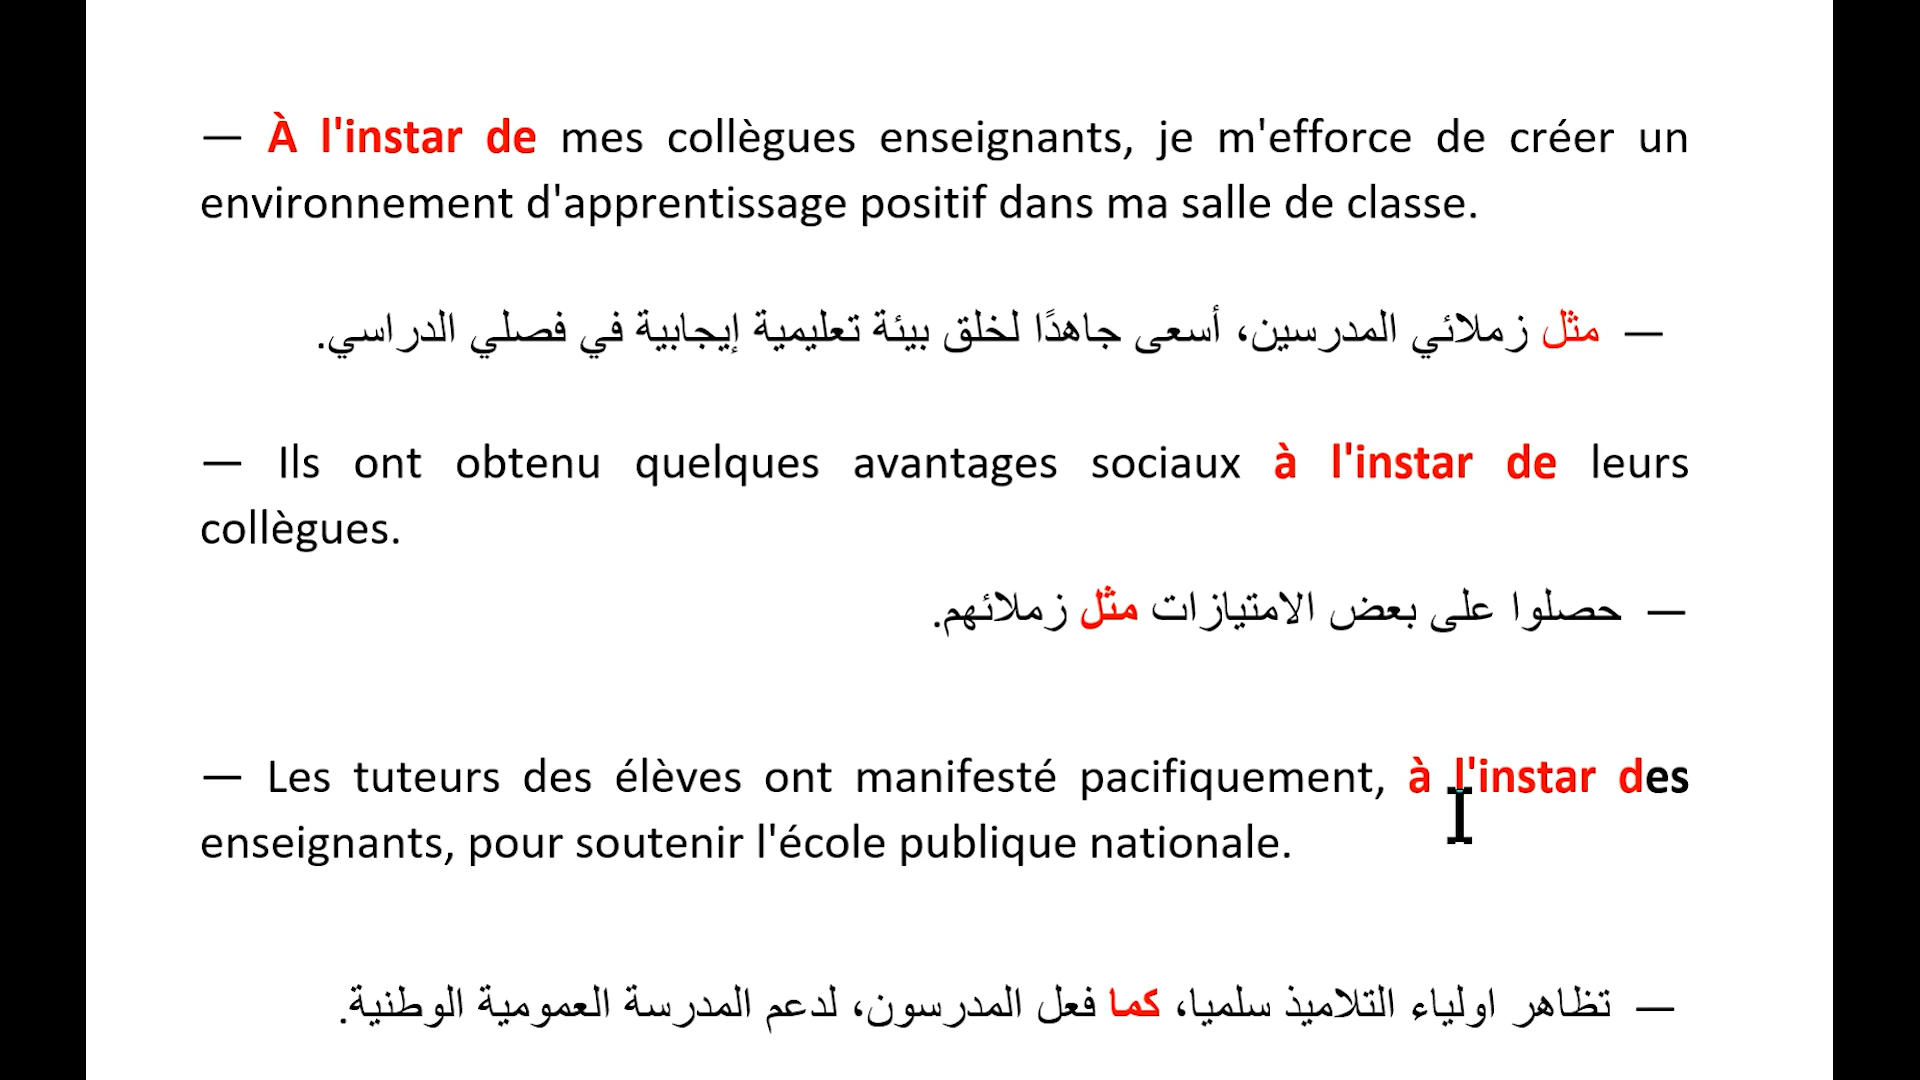 — À l'instar de mes collègues enseignants, je m'efforce de créer un
environnement d'apprentissage positif dans ma salle de classe.
— مثل زملائي المدرسين، أسعى جاهدًا لخلق بيئة تعليمية إيجابية في فصلي الدراسي.
— Ils ont obtenu quelques avantages sociaux à l'instar de leurs
collègues.
— حصلوا على بعض الامتيازات مثل زملائهم.
— Les tuteurs des élèves ont manifesté pacifiquement, à l'instar des
enseignants, pour soutenir l'école publique nationale.
— تظاهر اولياء التلاميذ سلميا، كما فعل المدرسون، لدعم المدرسة العمومية الوطنية.